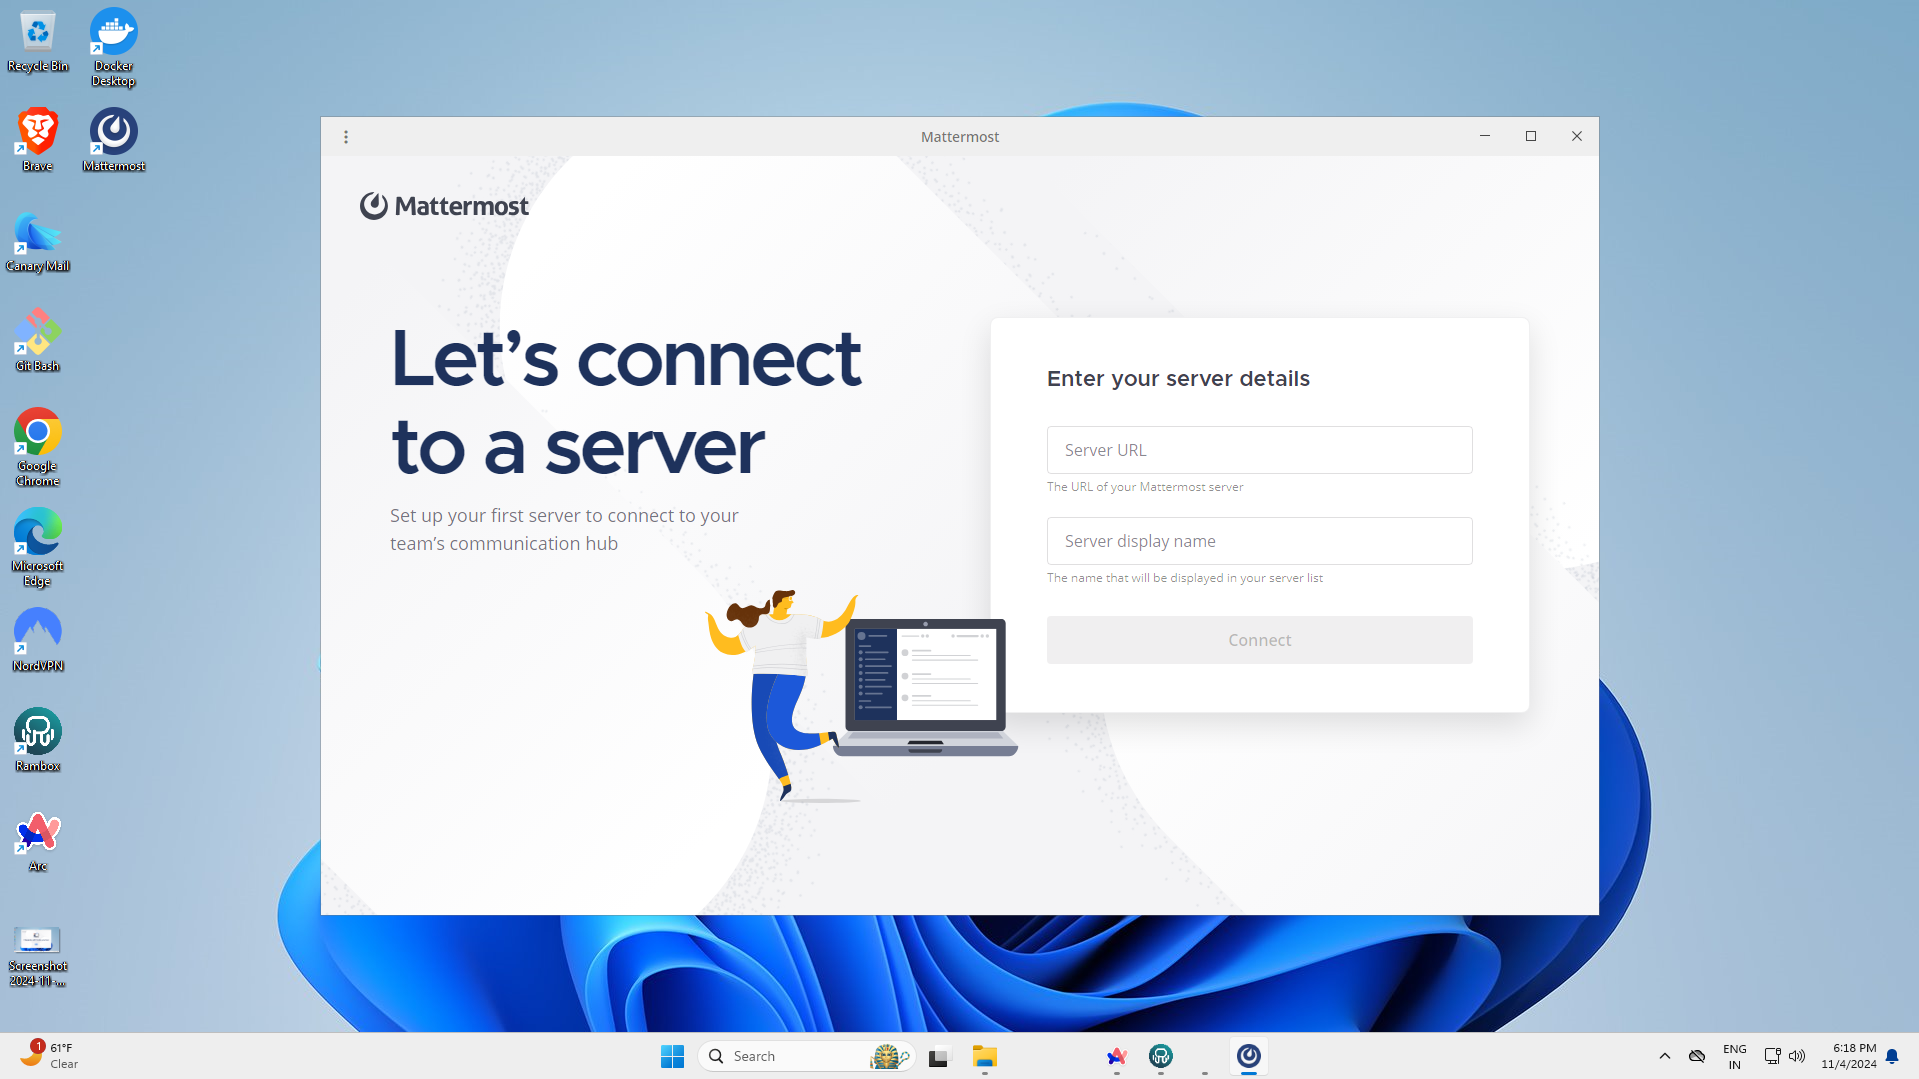 Recycle Bin
Docker
Desktop
Brave
Mattermost
Canary Mail
Git Bash
Google
Chrome
Microsoft
Edge
NordVPN
Rambox
Arc
Screenshot
2024-11-...
Mattermost
Mattermost
Let's connect
to a server
Set up your first server to connect to your
team's communication hub
Enter your server details
Server URL
The URL of your Mattermost server
Server display name
The name that will be displayed in your server list
Connect
1
61°F
Clear
Search
ENG
IN
6:18 PM
11/4/2024